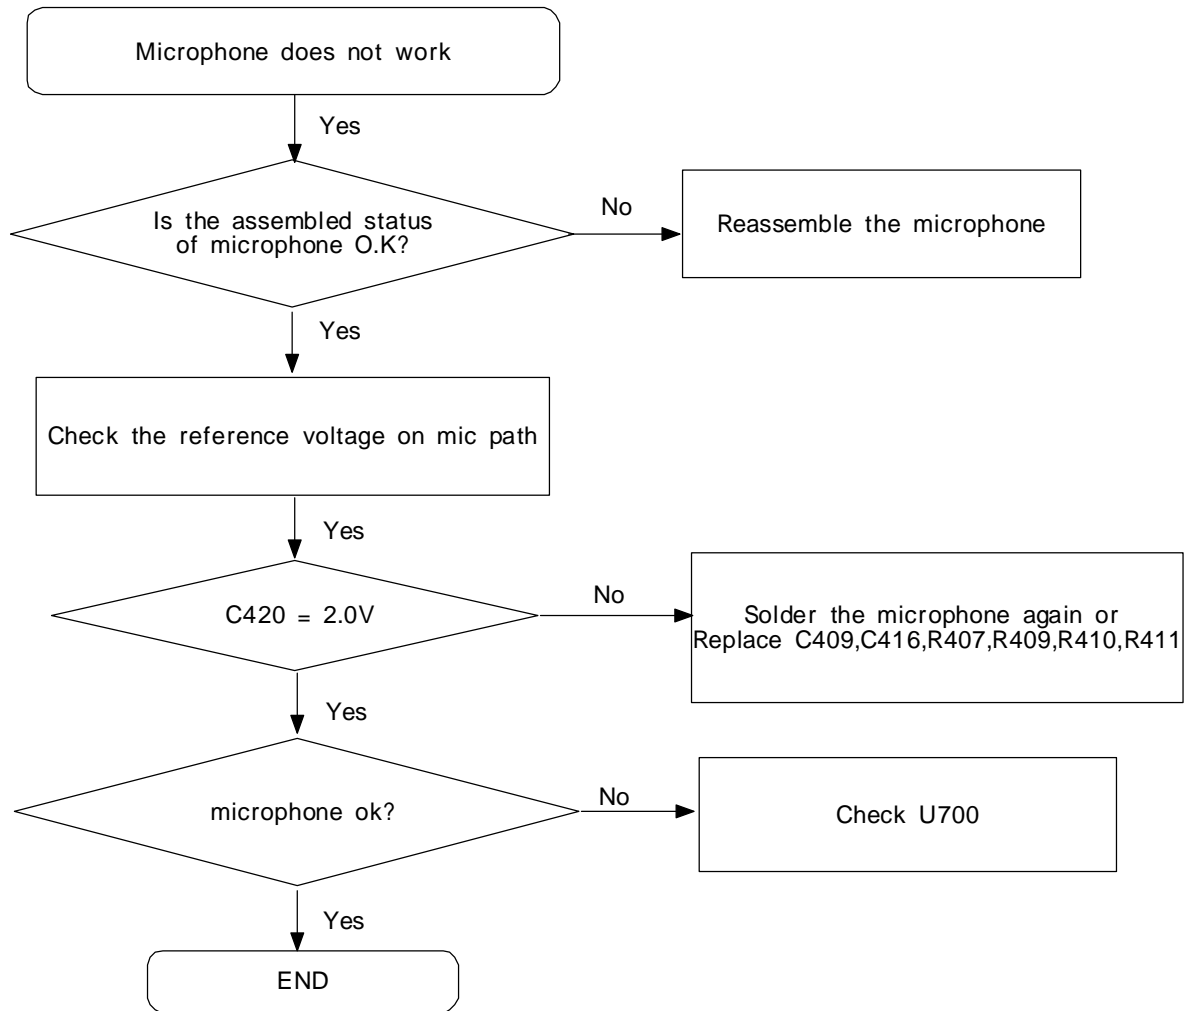 Microphone does not work
Yes
Is the assembled status
of microphone O.K?
No
Reassemble the microphone
Yes
Check the reference voltage on mic path
Yes
C420 = 2.0V
No
Solder the microphone again or
Replace C409,C416,R407,R409,R410,R411
Yes
microphone ok?
No
Check U700
Yes
END